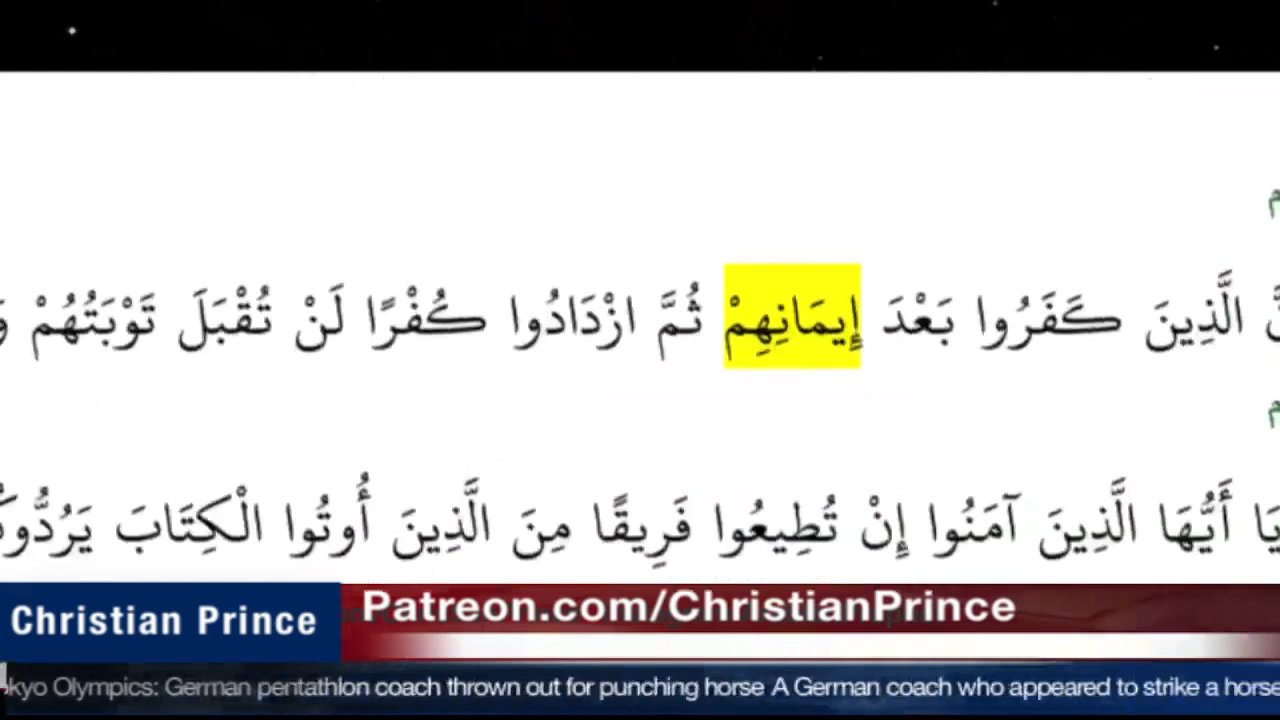 الَّذِينَ كَفَرُوا بَعْدَ إِيمَانِهِمْ ثُمَّ ازْدَادُوا كُفْرًا لَنْ تُقْبَلَ تَوْبَتُهُمْ
يَا أَيُّهَا الَّذِينَ آمَنُوا إِنْ تُطِيعُوا فَرِيقًا مِنَ الَّذِينَ أُوتُوا الْكِتَابَ
Christian Prince
Patreon.com/ChristianPrince
kyo Olympics: German pentathlon coach thrown out for punching horse A German coach who appeared to strike a horse